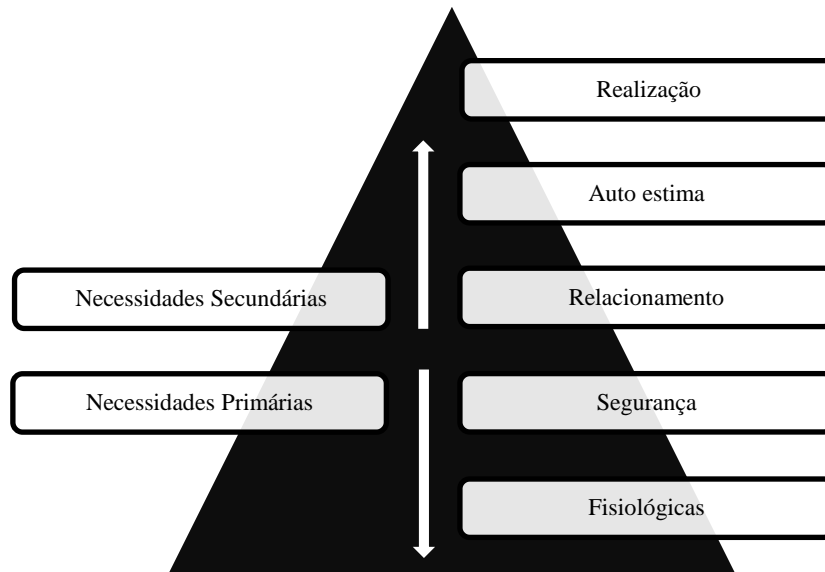 Realização
Auto estima
Necessidades Secundárias
Relacionamento
Necessidades Primárias
Segurança
Fisiológicas